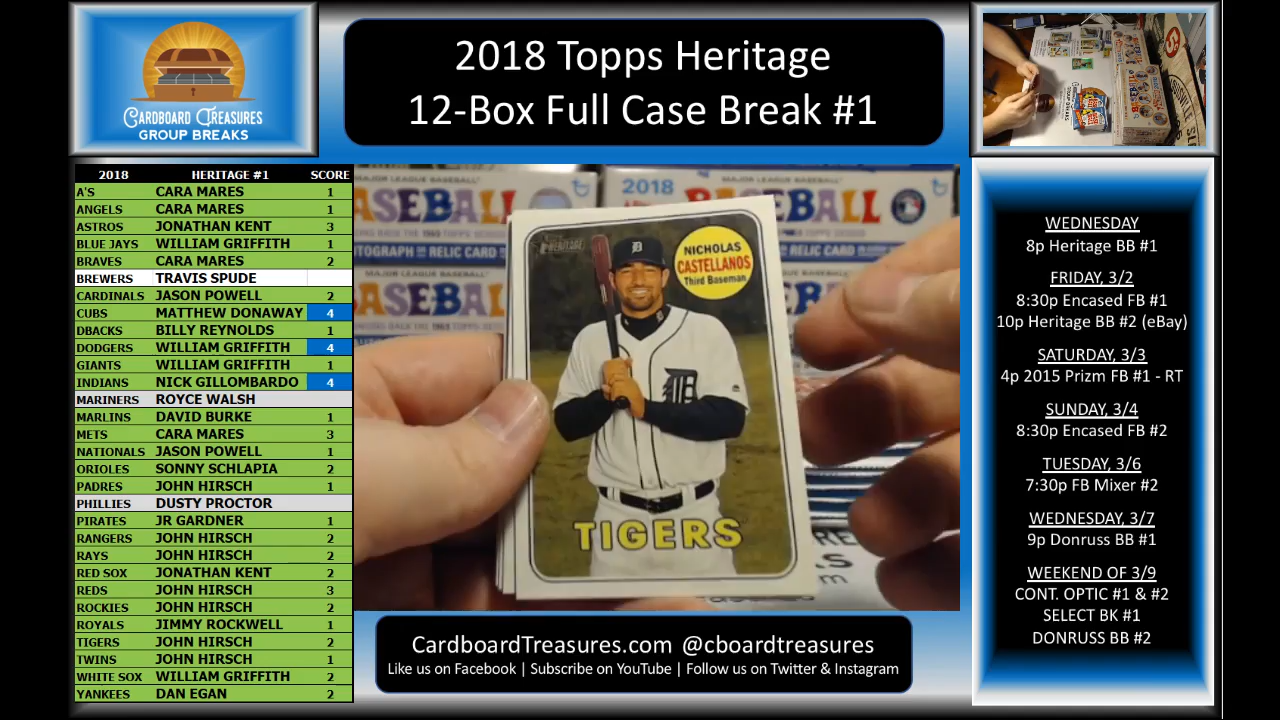 CARDBOARD TREASURES
GROUP BREAKS
2018 Topps Heritage
12-Box Full Case Break #1
2018 HERITAGE #1 SCORE
A'S CARA MARES 1
ANGELS CARA MARES 1
ASTROS JONATHAN KENT 3
BLUE JAYS WILLIAM GRIFFITH 1
BRAVES CARA MARES 2
BREWERS TRAVIS SPUDE
CARDINALS JASON POWELL 2
CUBS MATTHEW DONAWAY 4
DBACKS BILLY REYNOLDS 1
DODGERS WILLIAM GRIFFITH 4
GIANTS WILLIAM GRIFFITH 1
INDIANS NICK GILLOMBARDO 4
MARINERS ROYCE WALSH
MARLINS DAVID BURKE 1
METS CARA MARES 3
NATIONALS JASON POWELL 1
ORIOLES SONNY SCHLAPIA 2
PADRES JOHN HIRSCH 1
PHILLIES DUSTY PROCTOR
PIRATES JR GARDNER 1
RANGERS JOHN HIRSCH 2
RAYS JOHN HIRSCH 2
RED SOX JONATHAN KENT 2
REDS JOHN HIRSCH 3
ROCKIES JOHN HIRSCH 2
ROYALS JIMMY ROCKWELL 1
TIGERS JOHN HIRSCH 2
TWINS JOHN HIRSCH 1
WHITE SOX WILLIAM GRIFFITH 2
YANKEES DAN EGAN 2
MAJOR LEAGUE BASEBALL
2018
BASEBALL
AUTOGRAPH OR RELIC CARD
HERITAGE
NICHOLAS
CASTELLANOS
Third Baseman
D
TIGERS
CardboardTreasures.com @cboardtreasures
Like us on Facebook | Subscribe on YouTube | Follow us on Twitter & Instagram
WEDNESDAY
8p Heritage BB #1
FRIDAY, 3/2
8:30p Encased FB #1
10p Heritage BB #2 (eBay)
SATURDAY, 3/3
4p 2015 Prizm FB #1 - RT
SUNDAY, 3/4
8:30p Encased FB #2
TUESDAY, 3/6
7:30p FB Mixer #2
WEDNESDAY, 3/7
9p Donruss BB #1
WEEKEND OF 3/9
CONT. OPTIC #1 & #2
SELECT BK #1
DONRUSS BB #2